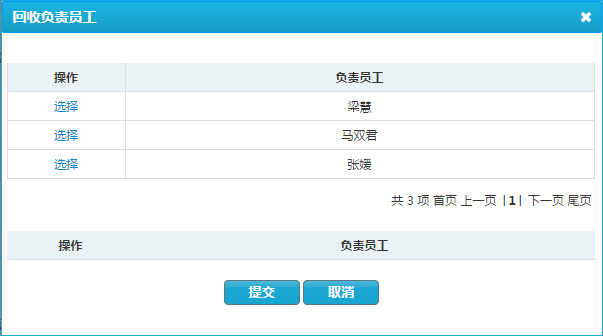 回收负责员工 ✖
操作 负责员工
选择 梁慧
选择 马双君
选择 张媛
共 3 项 首页 上一页 | 1 | 下一页 尾页
操作 负责员工
提交 取消